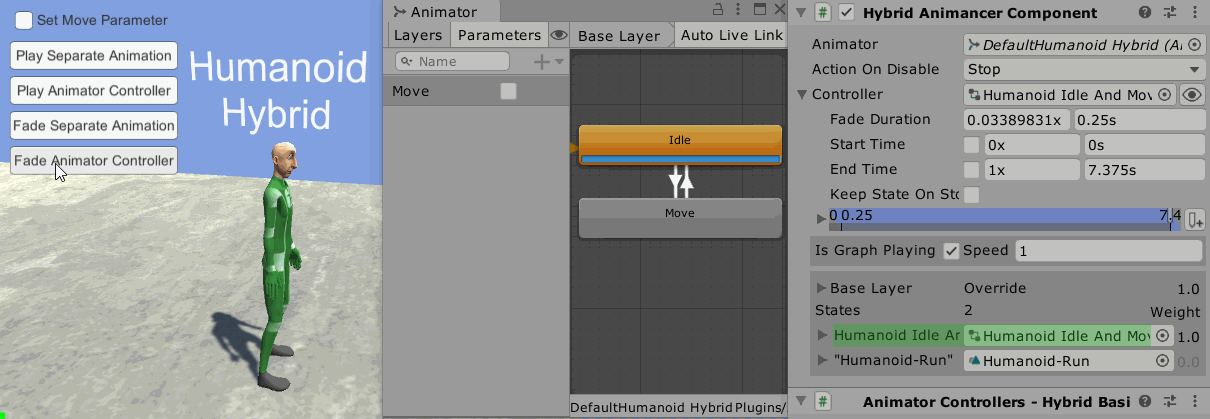 Set Move Parameter
Play Separate Animation
Play Animator Controller
Fade Separate Animation
Fade Animator Controller
Humanoid
Hybrid
Animator
Layers
Parameters
Base Layer
Auto Live Link
Name
Move
Idle
Move
DefaultHumanoid Hybrid Plugins/
Hybrid Animancer Component
Animator
DefaultHumanoid Hybrid (A
Action On Disable
Stop
Controller
Humanoid Idle And Mov
Fade Duration
0.03389831x
0.25s
Start Time
0x
0s
End Time
1x
7.375s
Keep State On Sto
0
0.25
7.4
Is Graph Playing
Speed
1
Base Layer
Override
1.0
States
2
Weight
Humanoid Idle Ar
Humanoid Idle And Mov
1.0
"Humanoid-Run"
Humanoid-Run
0.0
Animator Controllers - Hybrid Basi